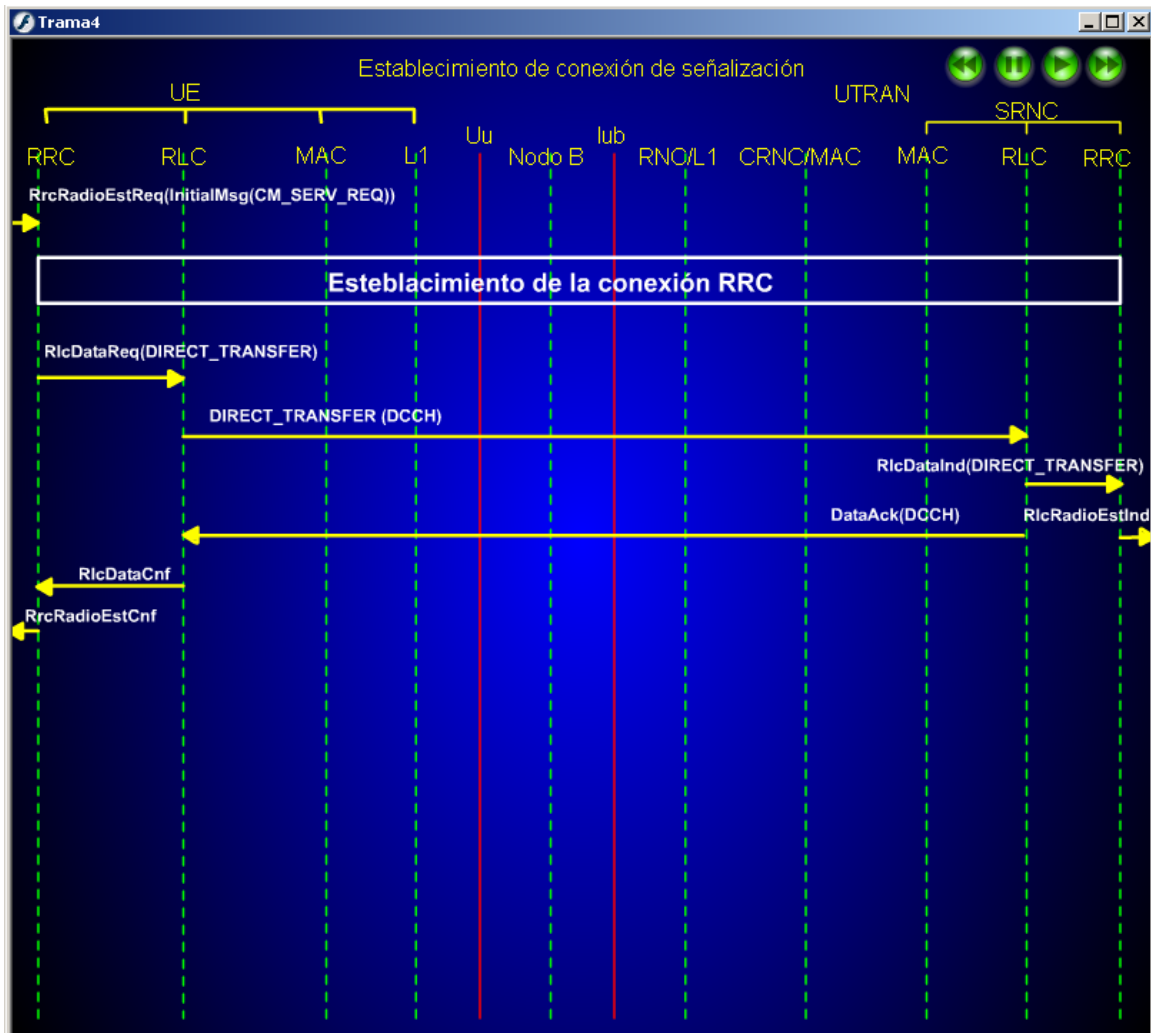 Trama4
Establecimiento de conexión de señalización
UE
UTRAN
SRNC
Uu
Iub
RRC RLC MAC L1 Nodo B RNO/L1 CRNC/MAC MAC RLC RRC
RrcRadioEstReq(InitialMsg(CM_SERV_REQ))
Esteblacimiento de la conexión RRC
RlcDataReq(DIRECT_TRANSFER)
DIRECT_TRANSFER (DCCH)
RlcDataInd(DIRECT_TRANSFER)
DataAck(DCCH) RlcRadioEstInd
RlcDataCnf
RrcRadioEstCnf